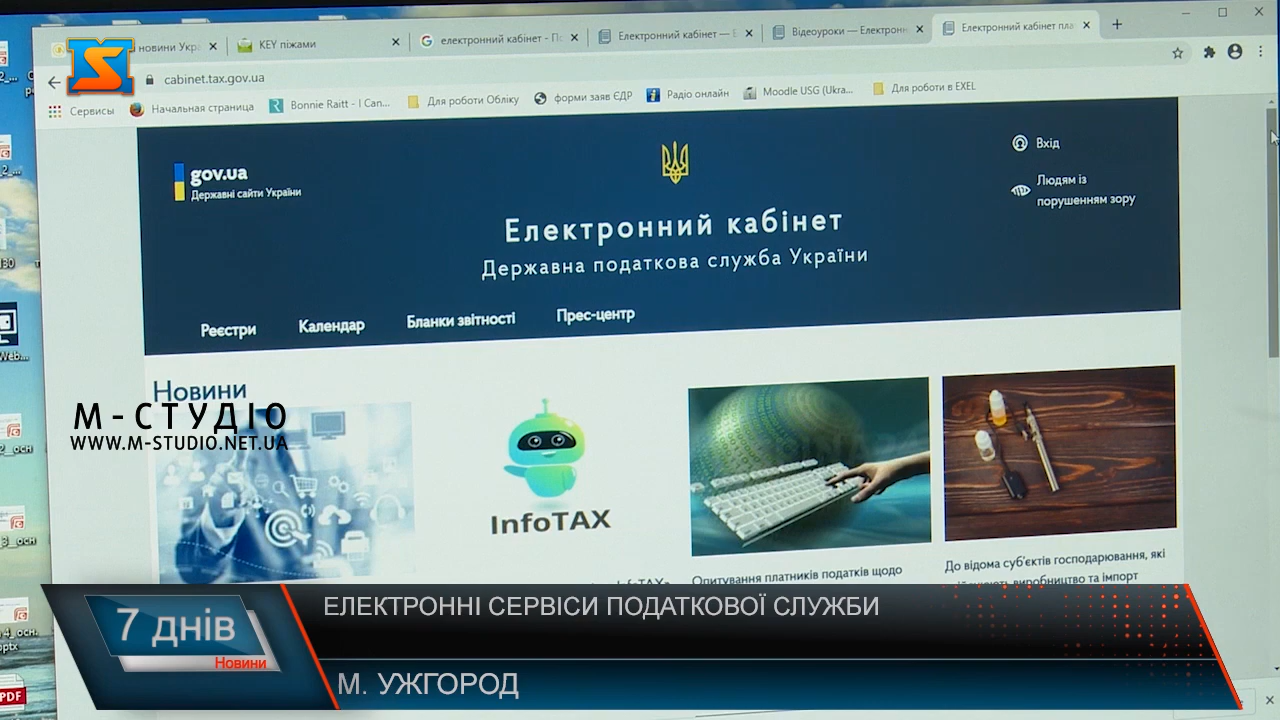 новини Укра
KEY піжами
електронний кабінет - По
Електронний кабінет — Е
Відеоуроки — Електронн
Електронний кабінет пла
cabinet.tax.gov.ua
Сервисы
Начальная страница
Bonnie Raitt - I Can...
Для роботи Обліку
форми заяв ЄДР
Радіо онлайн
Moodle USG (Ukra...
Для роботи в EXEL
gov.ua
Державні сайти України
Вхід
Людям із
порушенням зору
Електронний кабінет
Державна податкова служба України
Реєстри
Календар
Бланки звітності
Прес-центр
Новини
М-СТУДІО
WWW.M-STUDIO.NET.UA
InfoTAX
Опитування платників податків щодо
До відома суб'єктів господарювання, які
виробництво та імпорт
ЕЛЕКТРОННІ СЕРВІСИ ПОДАТКОВОЇ СЛУЖБИ
7 днів
Новини
М. УЖГОРОД
PDF